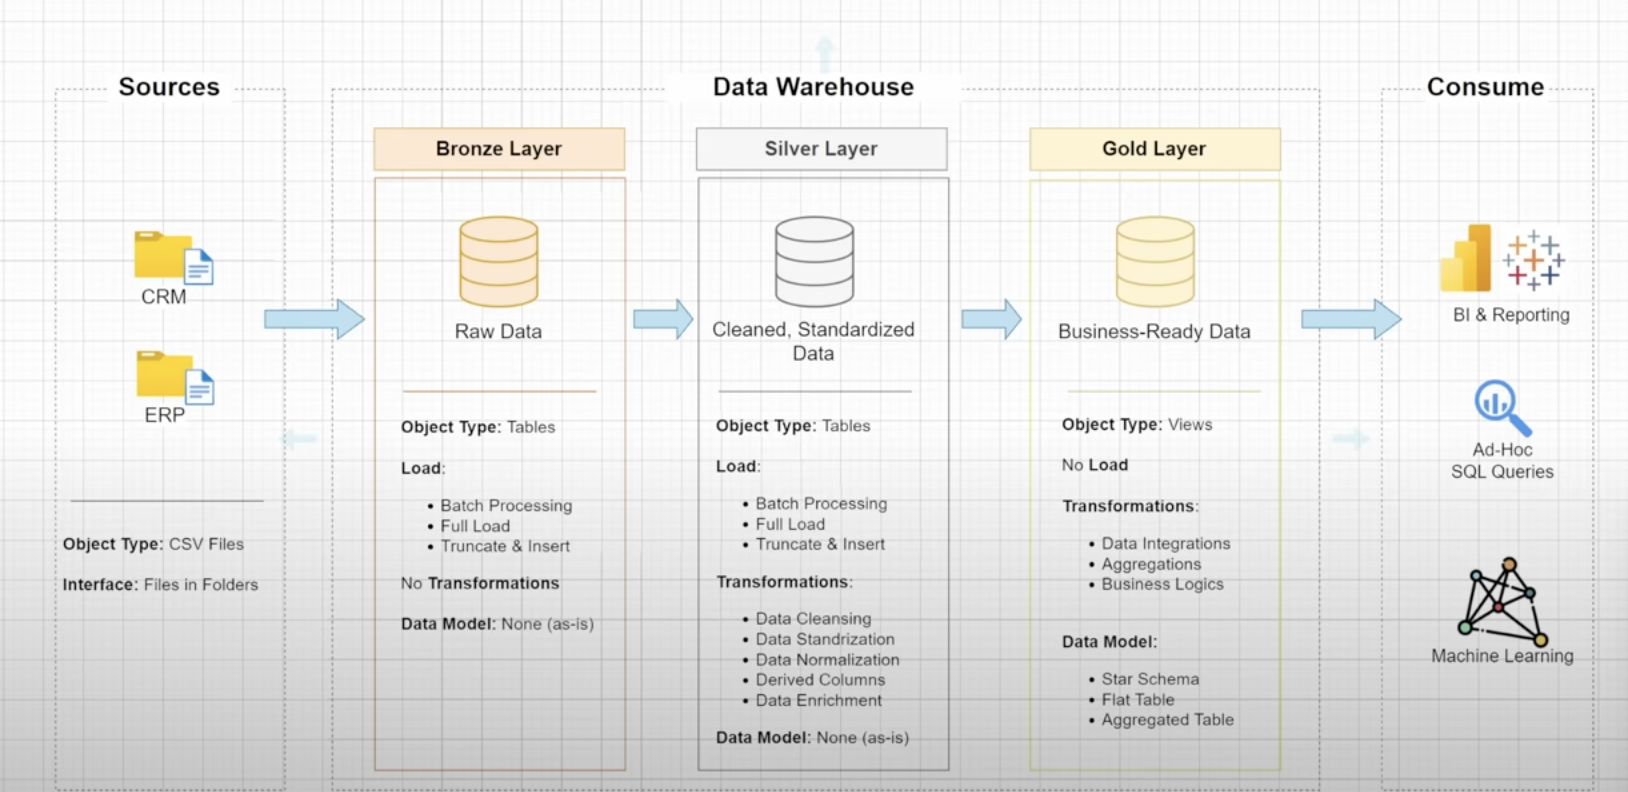 Sources
CRM
ERP
Object Type: CSV Files
Interface: Files in Folders
Data Warehouse
Bronze Layer
Raw Data
Object Type: Tables
Load:
• Batch Processing
• Full Load
• Truncate & Insert
No Transformations
Data Model: None (as-is)
Silver Layer
Cleaned, Standardized
Data
Object Type: Tables
Load:
• Batch Processing
• Full Load
• Truncate & Insert
Transformations:
• Data Cleansing
• Data Standrization
• Data Normalization
• Derived Columns
• Data Enrichment
Data Model: None (as-is)
Gold Layer
Business-Ready Data
Object Type: Views
No Load
Transformations:
• Data Integrations
• Aggregations
• Business Logics
Data Model:
• Star Schema
• Flat Table
• Aggregated Table
Consume
BI & Reporting
Ad-Hoc
SQL Queries
Machine Learning